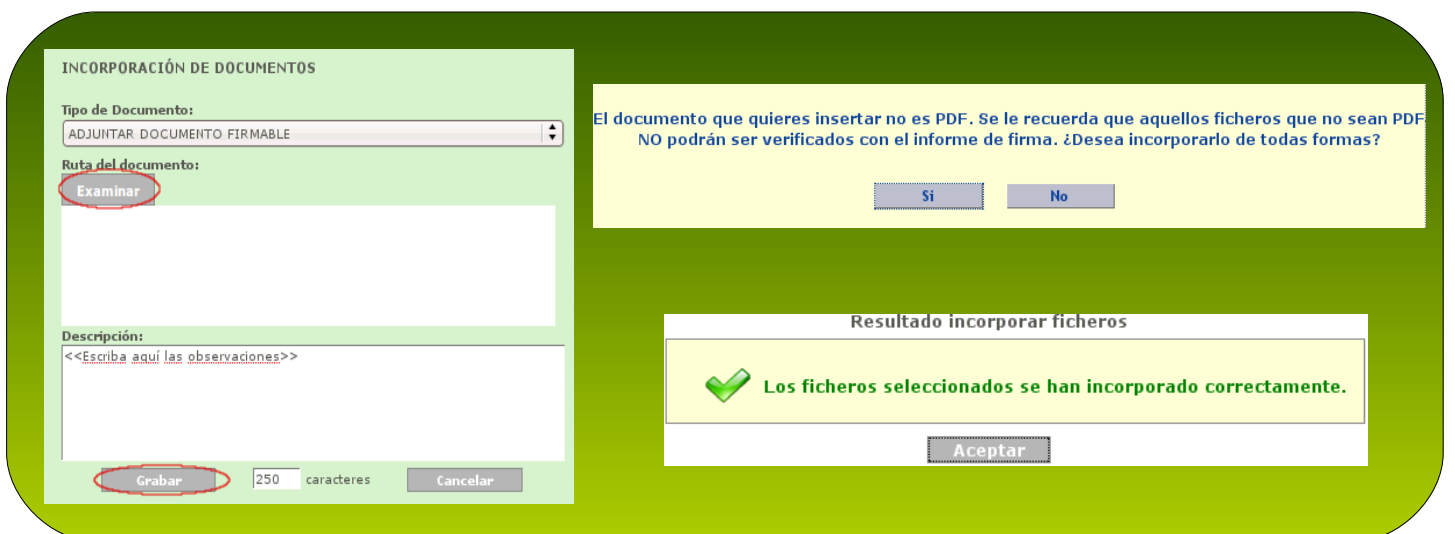 INCORPORACIÓN DE DOCUMENTOS
Tipo de Documento:
ADJUNTAR DOCUMENTO FIRMABLE
Ruta del documento:
Examinar
Descripción:
<<Escriba aquí las observaciones>>
Grabar 250 caracteres Cancelar
El documento que quieres insertar no es PDF. Se le recuerda que aquellos ficheros que no sean PDF
NO podrán ser verificados con el informe de firma. ¿Desea incorporarlo de todas formas?
Si No
Resultado incorporar ficheros
Los ficheros seleccionados se han incorporado correctamente.
Aceptar